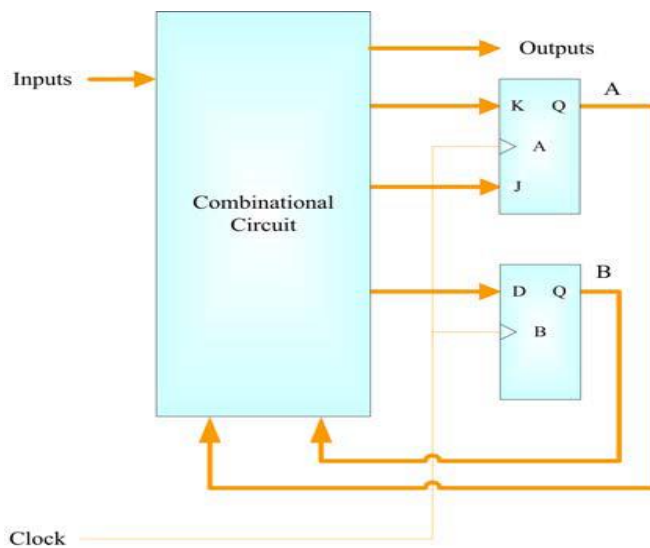 Inputs
Outputs
A
K Q
A
J
Combinational
Circuit
B
D Q
B
Clock